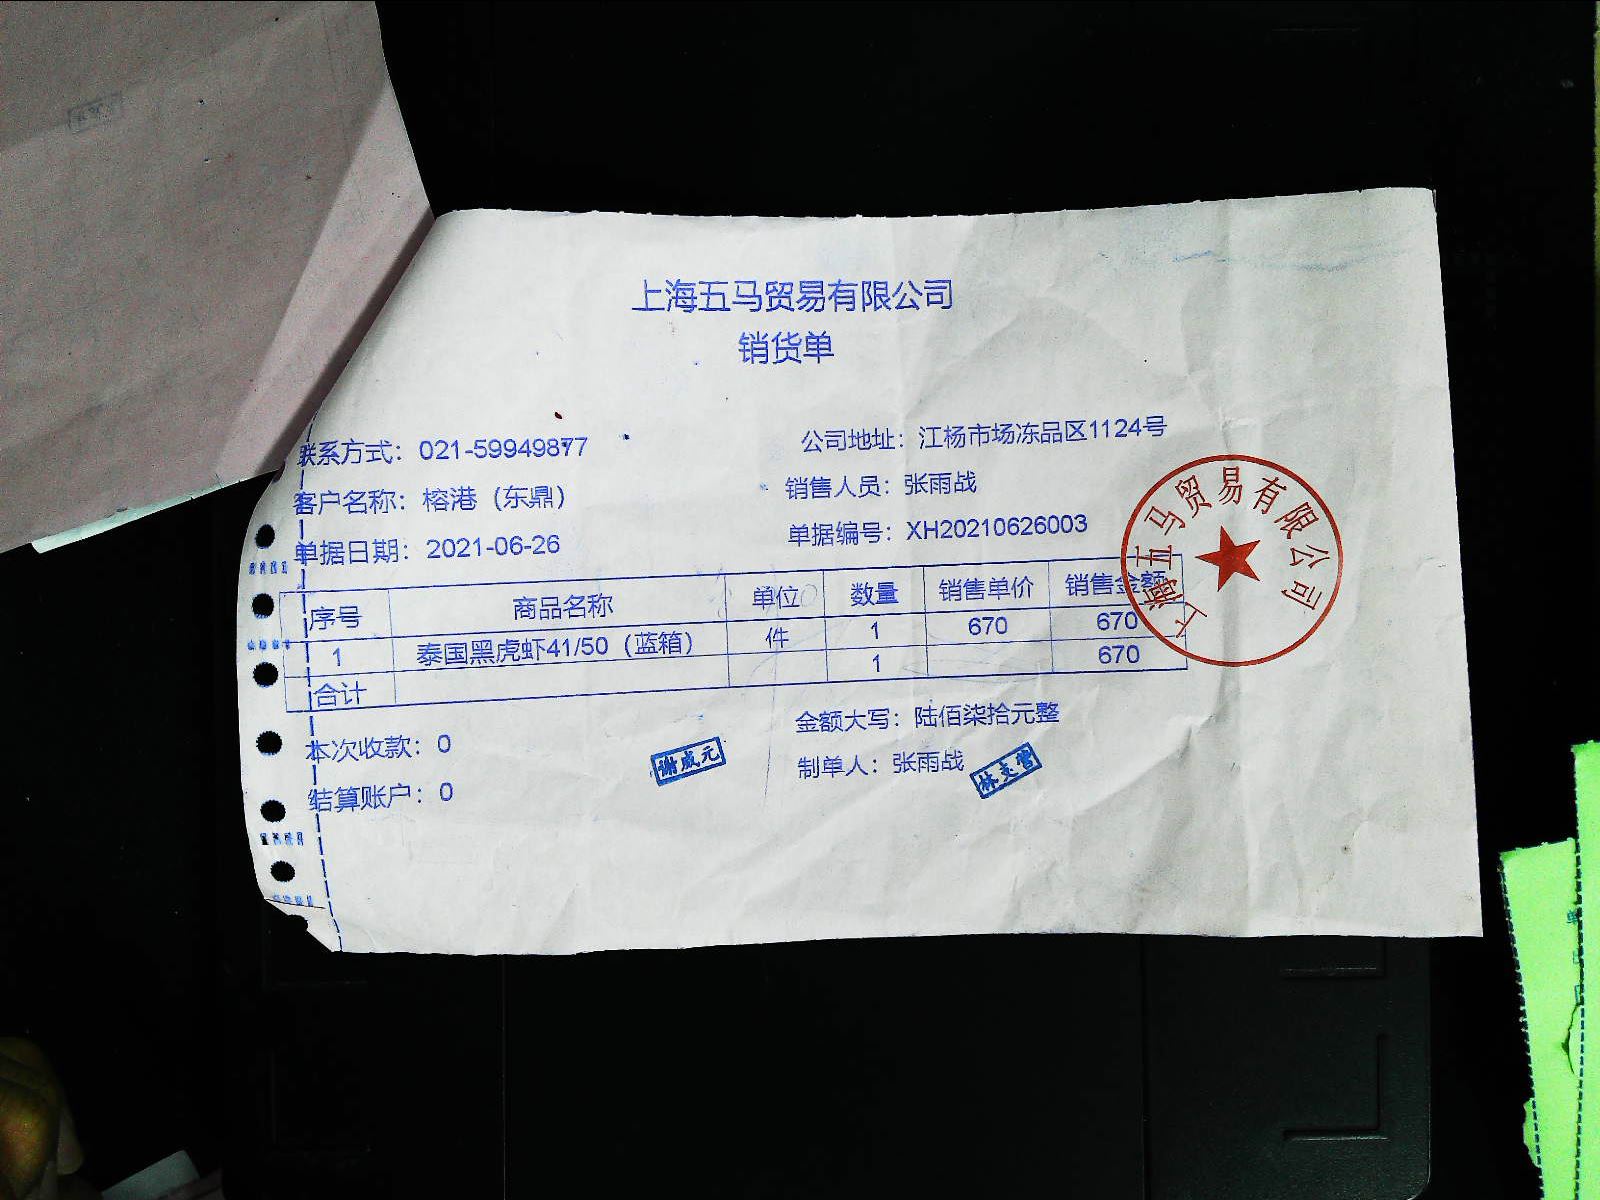 上海五马贸易有限公司
销货单
联系方式：021-59949877 公司地址：江杨市场冻品区1124号
客户名称：榕港（东鼎） 销售人员：张雨战
单据日期：2021-06-26 单据编号：XH20210626003
序号 商品名称 单位 数量 销售单价 销售金额
1 泰国黑虎虾41/50（蓝箱） 件 1 670 670
合计 1 670
金额大写：陆佰柒拾元整
本次收款：0
制单人：张雨战
结算账户：0
谢成元
上海五马贸易有限公司